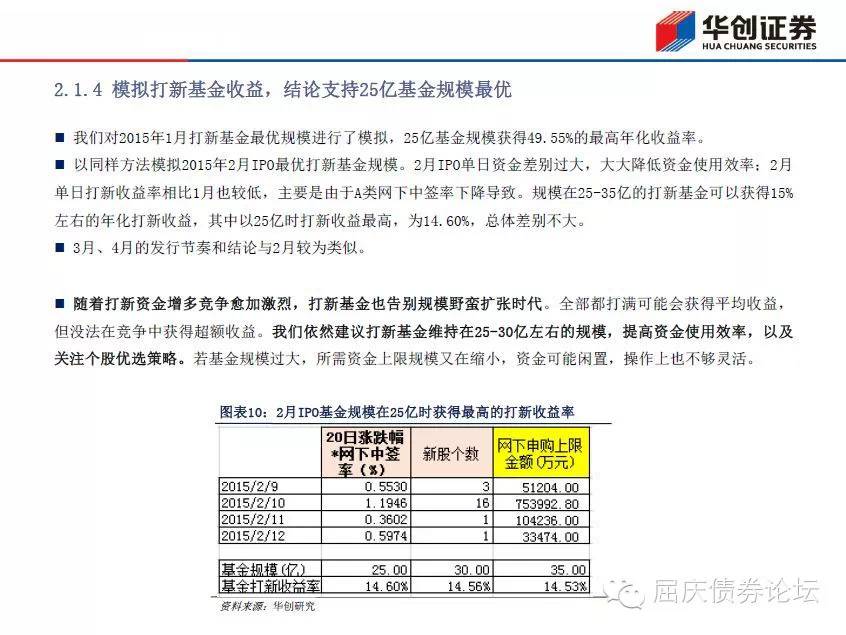 华创证券
HUA CHUANG SECURITIES
2.1.4 模拟打新基金收益，结论支持25亿基金规模最优
■ 我们对2015年1月打新基金最优规模进行了模拟，25亿基金规模获得49.55%的最高年化收益率。
■ 以同样方法模拟2015年2月IPO最优打新基金规模。2月IPO单日资金差别过大，大大降低资金使用效率；2月
单日打新收益率相比1月也较低，主要是由于A类网下中签率下降导致。规模在25-35亿的打新基金可以获得15%
左右的年化打新收益，其中以25亿时打新收益最高，为14.60%，总体差别不大。
■ 3月、4月的发行节奏和结论与2月较为类似。
■ 随着打新资金增多竞争愈加激烈，打新基金也告别规模野蛮扩张时代。全部都打满可能会获得平均收益，
但没法在竞争中获得超额收益。我们依然建议打新基金维持在25-30亿左右的规模，提高资金使用效率，以及
关注个股优选策略。若基金规模过大，所需资金上限规模又在缩小，资金可能闲置，操作上也不够灵活。
图表10：2月IPO基金规模在25亿时获得最高的打新收益率
20日涨跌幅
*网下中签
率（%）
新股个数
网下申购上限
金额(万元)
2015/2/9 0.5530 3 51204.00
2015/2/10 1.1946 16 753992.80
2015/2/11 0.3602 1 104236.00
2015/2/12 0.5974 1 33474.00
基金规模(亿) 25.00 30.00 35.00
基金打新收益率 14.60% 14.56% 14.53%
资料来源：华创研究
屈庆债券论坛